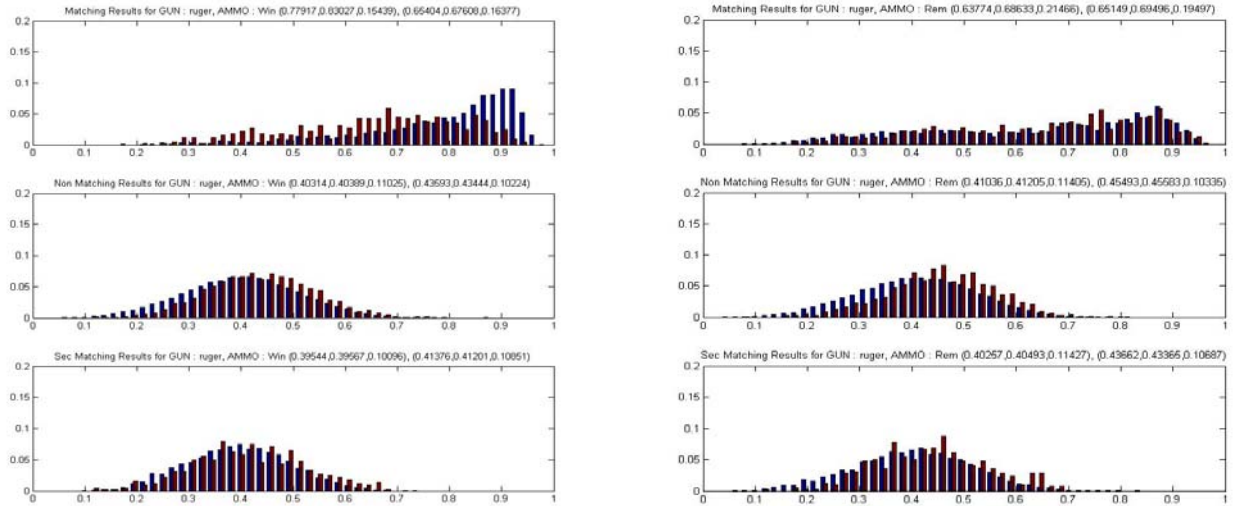 Matching Results for GUN : ruger, AMMO : Win (0.77917,0.83027,0.15439), (0.65404,0.67608,0.16377)
0.2
0.15
0.1
0.05
0
0 0.1 0.2 0.3 0.4 0.5 0.6 0.7 0.8 0.9 1
Non Matching Results for GUN : ruger, AMMO : Win (0.40314,0.40389,0.11025), (0.43593,0.43444,0.10224)
0.2
0.15
0.1
0.05
0
0 0.1 0.2 0.3 0.4 0.5 0.6 0.7 0.8 0.9 1
Sec Matching Results for GUN : ruger, AMMO : Win (0.39544,0.39567,0.10096), (0.41376,0.41201,0.10851)
0.2
0.15
0.1
0.05
0
0 0.1 0.2 0.3 0.4 0.5 0.6 0.7 0.8 0.9 1
Matching Results for GUN : ruger, AMMO : Rem (0.63774,0.68633,0.21466), (0.65149,0.69496,0.19497)
0.2
0.15
0.1
0.05
0
0 0.1 0.2 0.3 0.4 0.5 0.6 0.7 0.8 0.9 1
Non Matching Results for GUN : ruger, AMMO : Rem (0.41036,0.41205,0.11405), (0.45493,0.45583,0.10335)
0.2
0.15
0.1
0.05
0
0 0.1 0.2 0.3 0.4 0.5 0.6 0.7 0.8 0.9 1
Sec Matching Results for GUN : ruger, AMMO : Rem (0.40257,0.40493,0.11427), (0.43662,0.43365,0.10687)
0.2
0.15
0.1
0.05
0
0 0.1 0.2 0.3 0.4 0.5 0.6 0.7 0.8 0.9 1